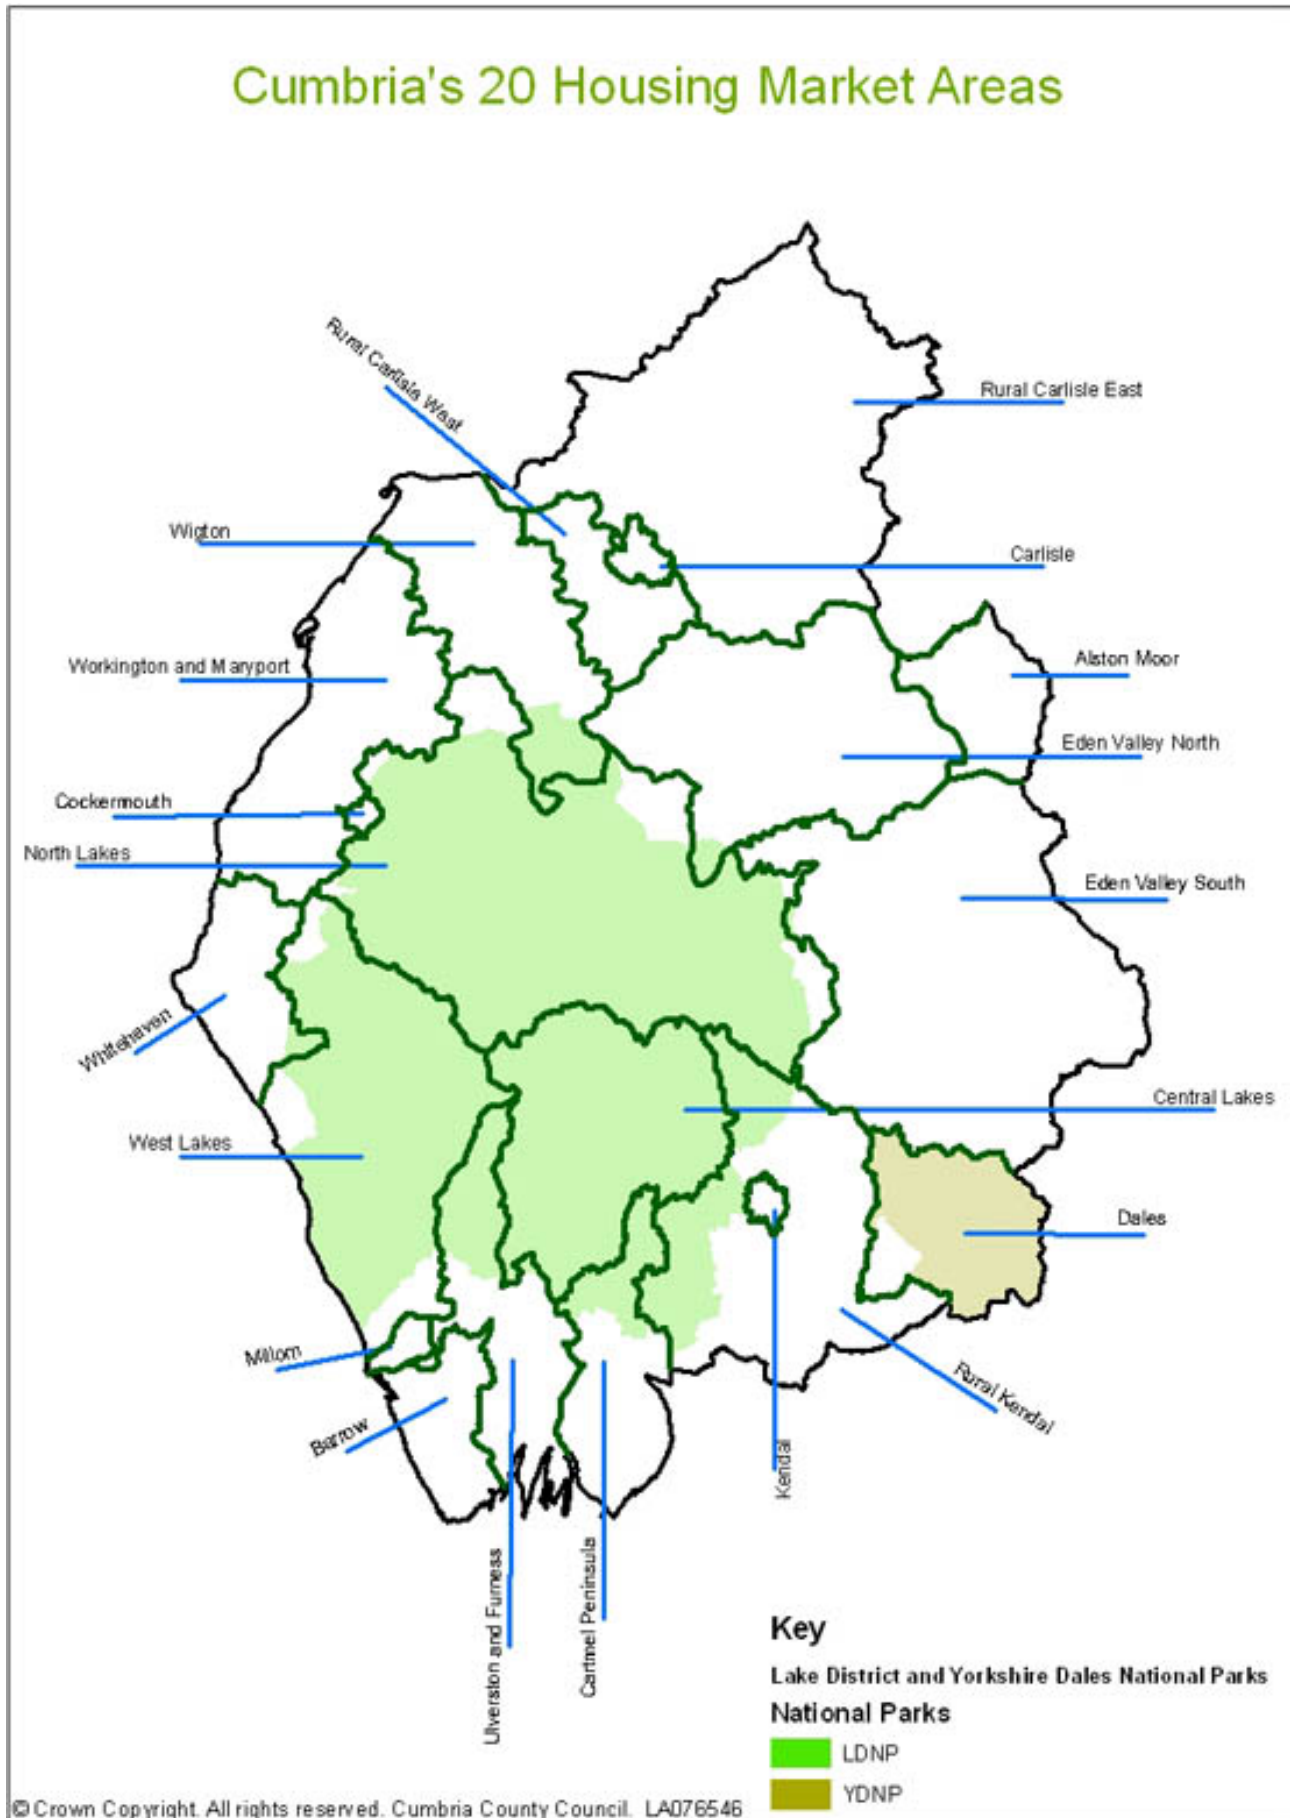 Cumbria's 20 Housing Market Areas
Rural Carlisle West
Rural Carlisle East
Wigton
Carlisle
Workington and Maryport
Alston Moor
Eden Valley North
Cockermouth
North Lakes
Eden Valley South
Whitehaven
Central Lakes
West Lakes
Dales
Millom
Rural Kendal
Barrow
Kendal
Ulverston and Furness
Cartmel Peninsula
Key
Lake District and Yorkshire Dales National Parks
National Parks
LDNP
YDNP
© Crown Copyright. All rights reserved. Cumbria County Council. LA076546